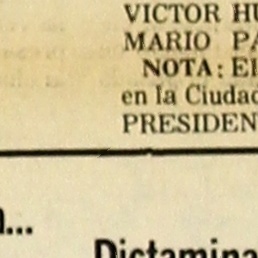 VICTOR HU
MARIO PA
NOTA: El
en la Ciudad
PRESIDEN
...
Dictamina